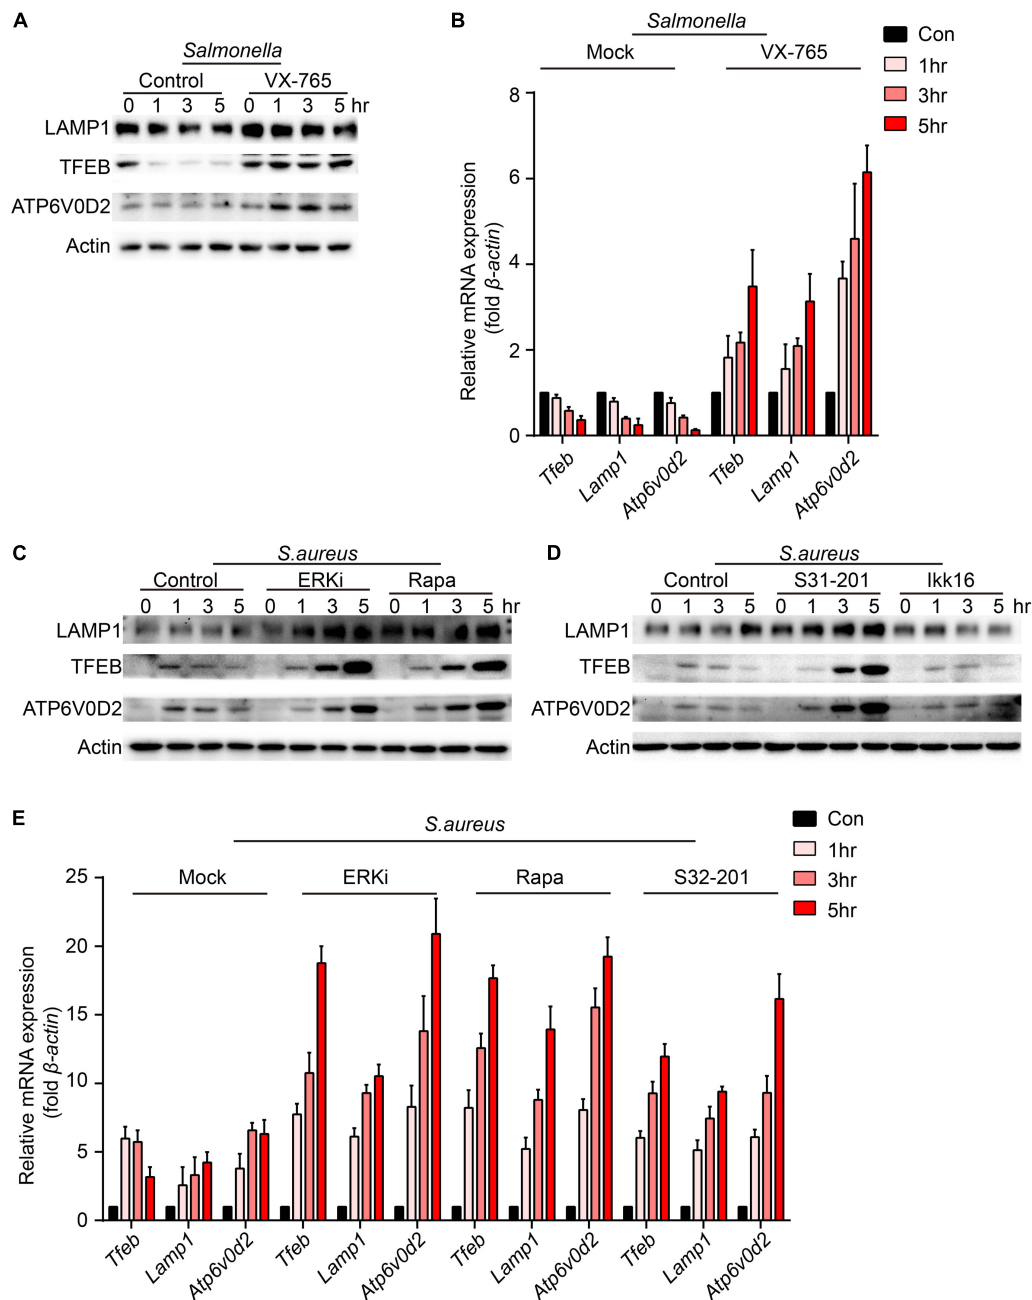 A
Salmonella
Control VX-765
0 1 3 5 0 1 3 5 hr
LAMP1
TFEB
ATP6V0D2
Actin
B
Salmonella
Mock VX-765
Con
1hr
3hr
5hr
Relative mRNA expression
(fold β-actin)
8
6
4
2
0
Tfeb Lamp1 Atp6v0d2 Tfeb Lamp1 Atp6v0d2
C
S.aureus
Control ERKi Rapa
0 1 3 5 0 1 3 5 0 1 3 5 hr
LAMP1
TFEB
ATP6V0D2
Actin
D
S.aureus
Control S31-201 Ikk16
0 1 3 5 0 1 3 5 0 1 3 5 hr
LAMP1
TFEB
ATP6V0D2
Actin
E
S.aureus
Mock ERKi Rapa S32-201
Con
1hr
3hr
5hr
Relative mRNA expression
(fold β-actin)
25
20
15
10
5
0
Tfeb Lamp1 Atp6v0d2 Tfeb Lamp1 Atp6v0d2 Tfeb Lamp1 Atp6v0d2 Tfeb Lamp1 Atp6v0d2